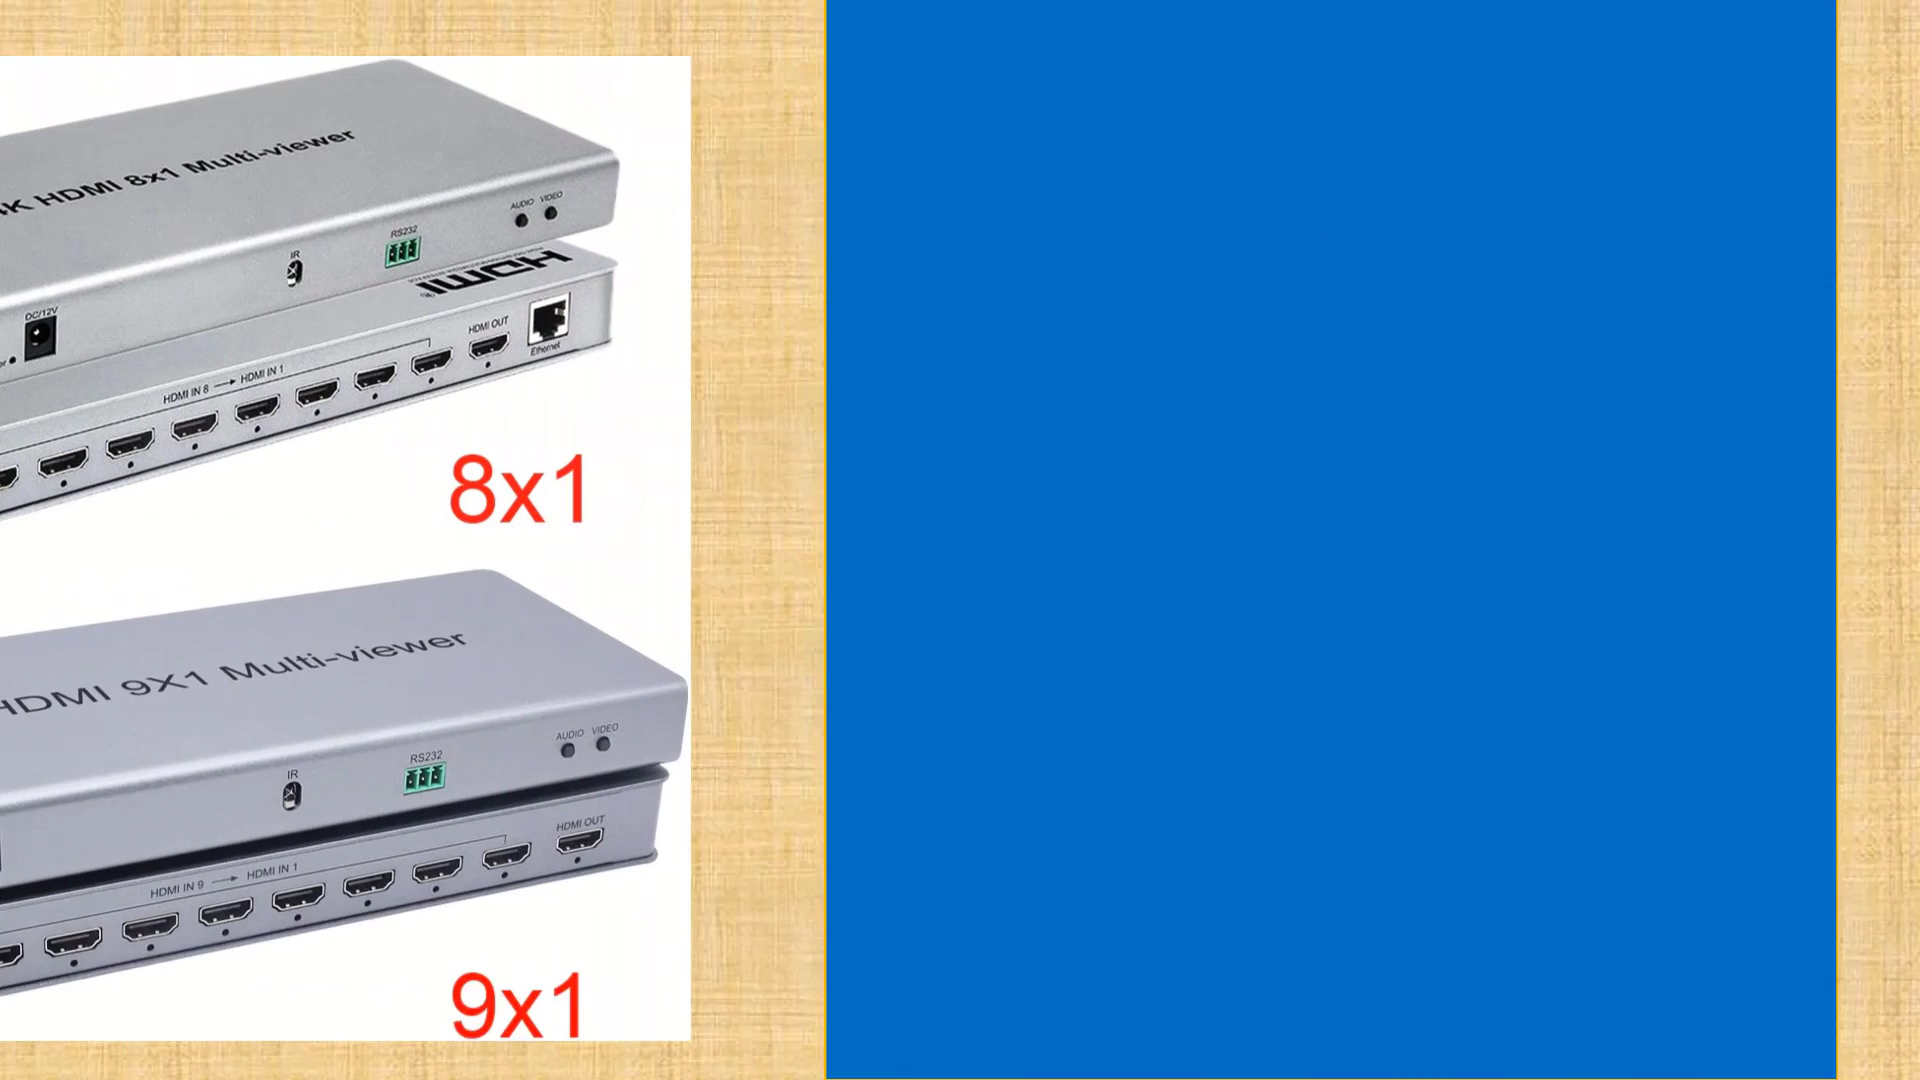 4K HDMI 8x1 Multi-viewer
AUDIO VIDEO
RS232
IR
DC/12V
HDMI
HDMI OUT
HDMI IN 8 → HDMI IN 1
Ethernet
8x1
HDMI 9X1 Multi-viewer
AUDIO VIDEO
RS232
IR
HDMI OUT
HDMI IN 9 → HDMI IN 1
9x1